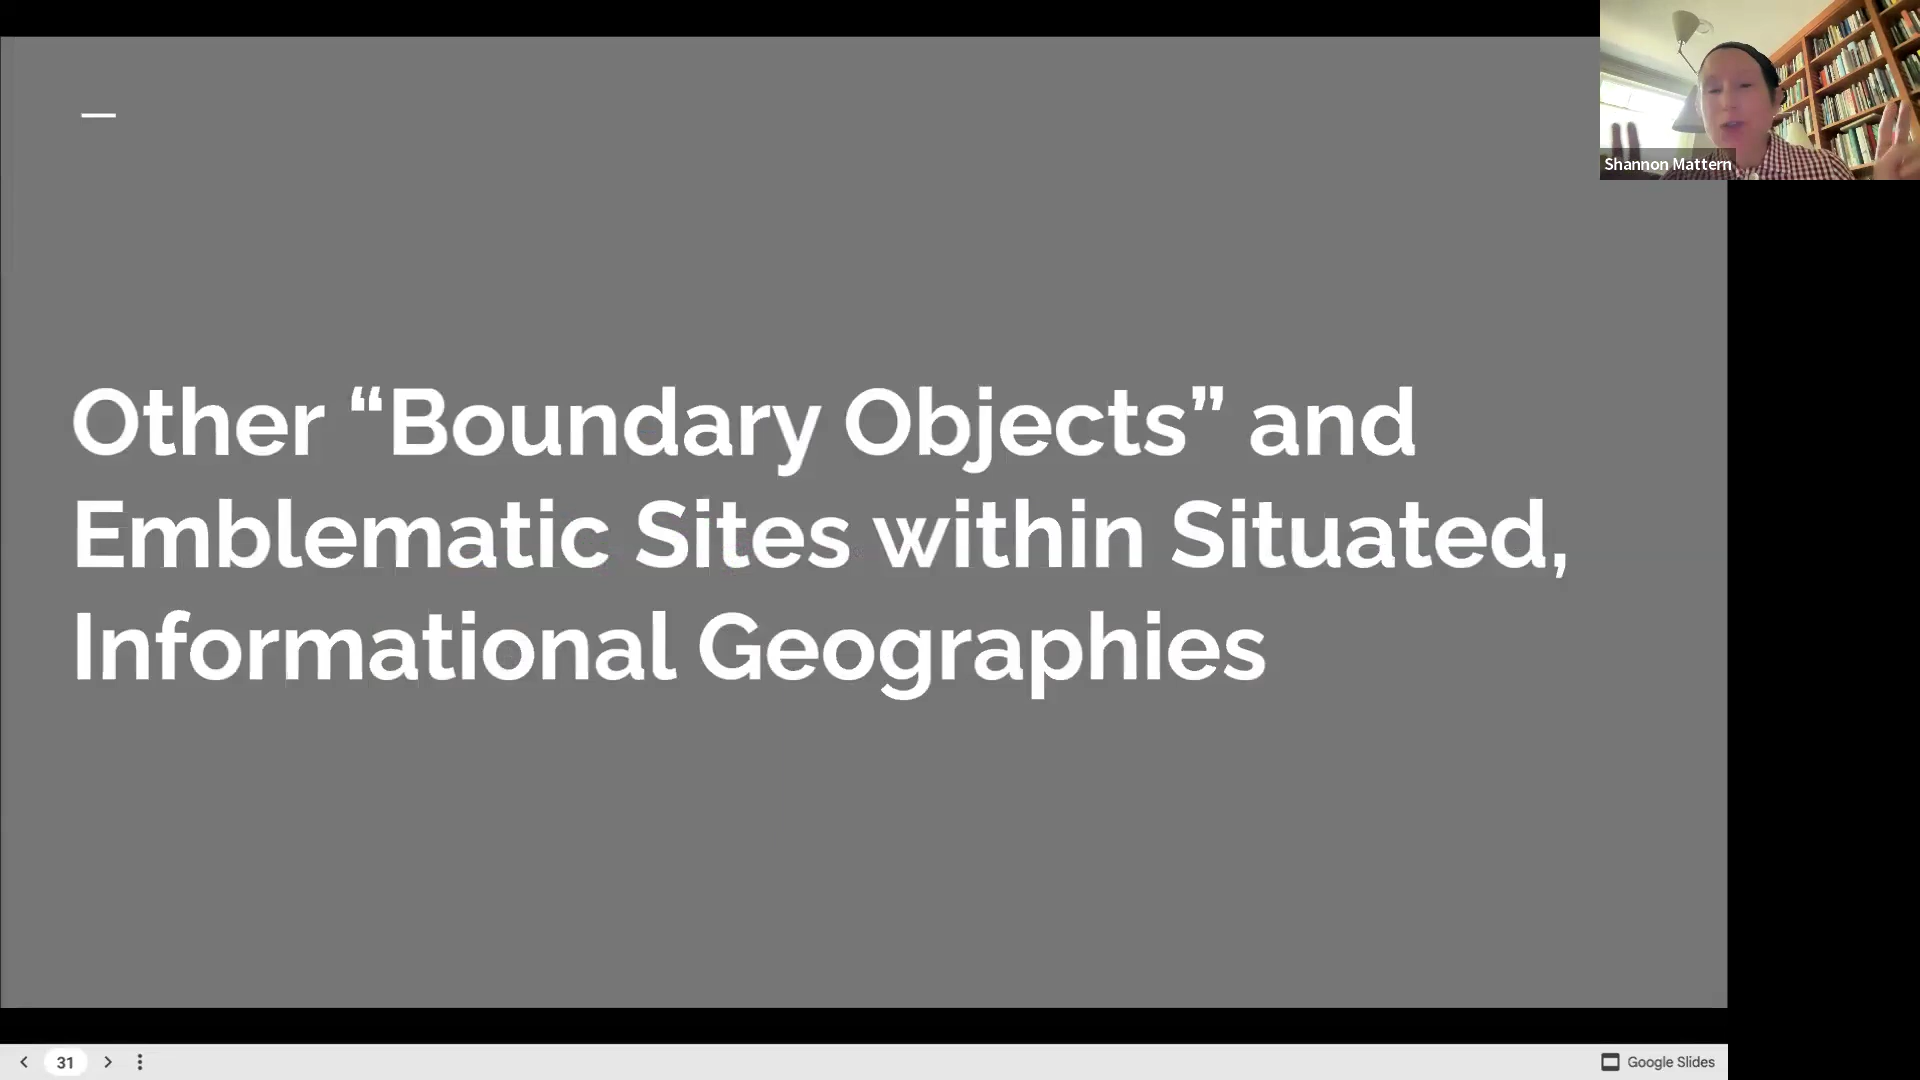 Shannon Mattern
Other “Boundary Objects” and
Emblematic Sites within Situated,
Informational Geographies
31
Google Slides